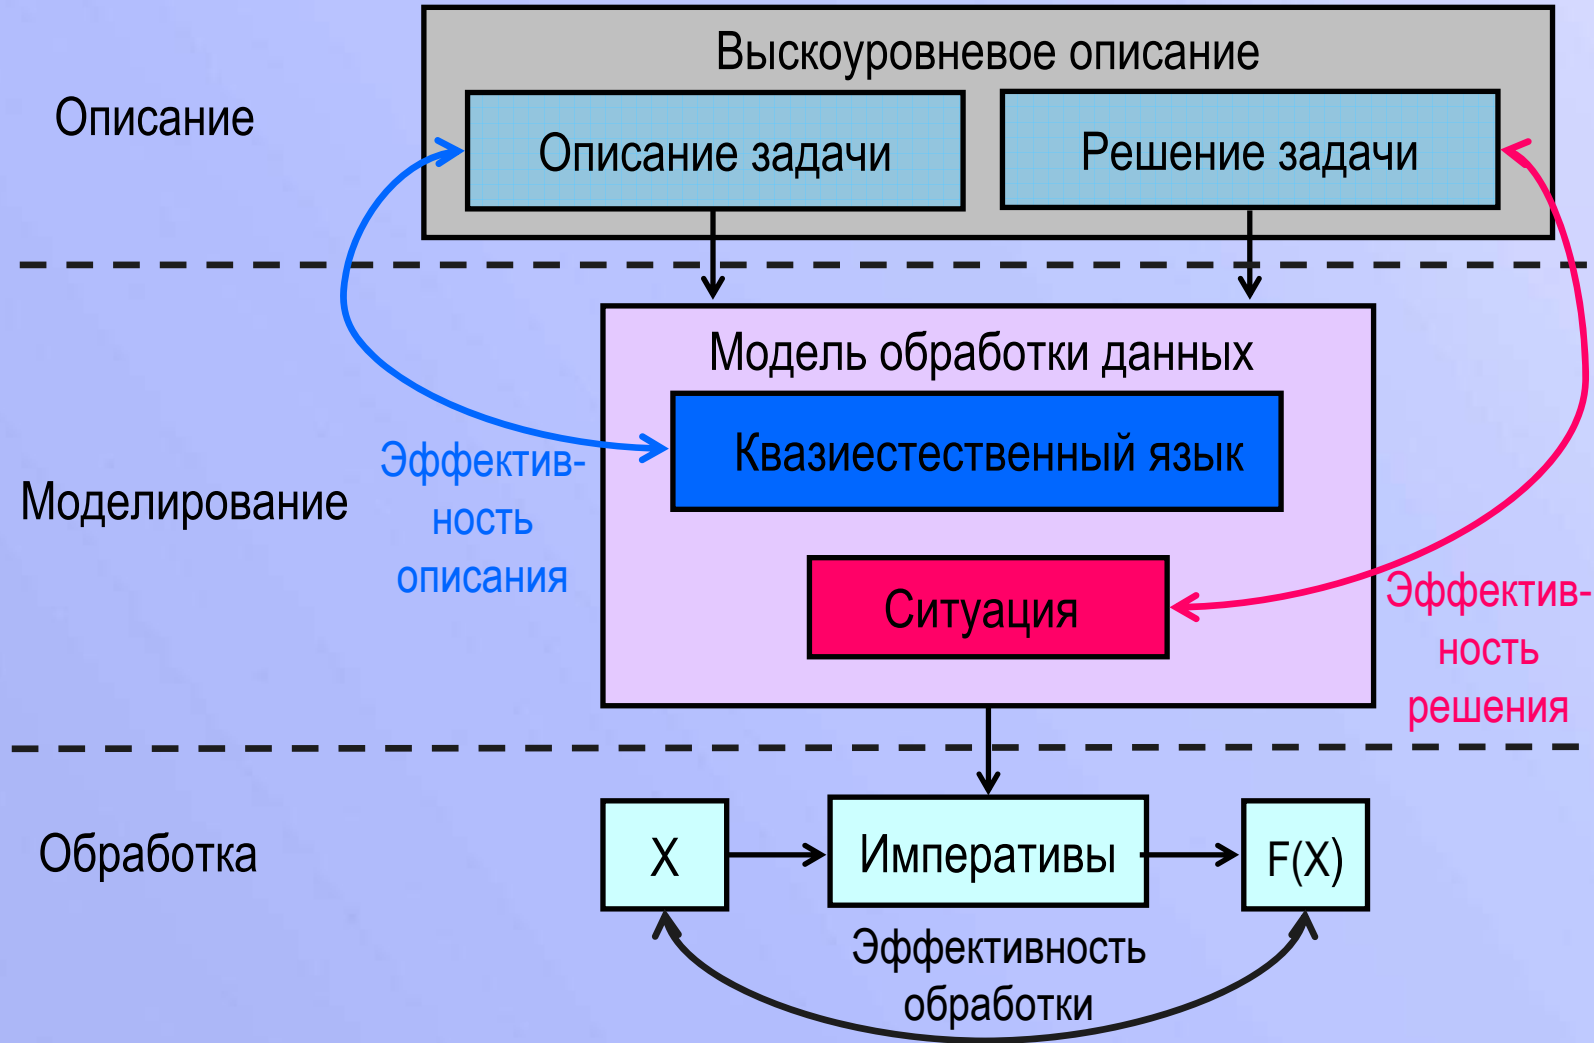 Выскоуровневое описание
Описание
Описание задачи
Решение задачи
Модель обработки данных
Квазиестественный язык
Эффектив-
ность
описания
Моделирование
Ситуация
Эффектив-
ность
решения
Обработка
X
Императивы
F(X)
Эффективность
обработки